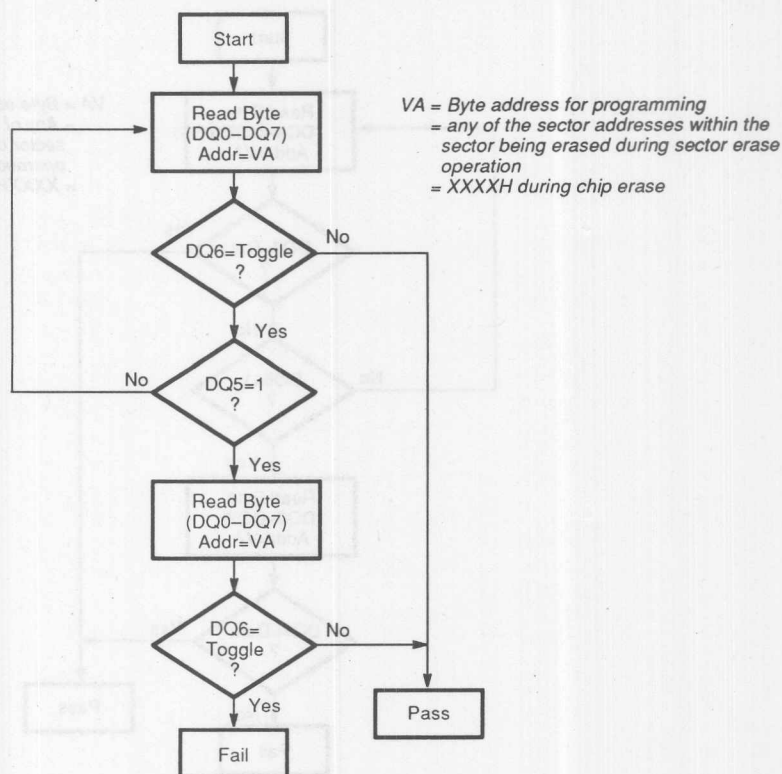 Start
Read Byte
(DQ0–DQ7)
Addr=VA
VA = Byte address for programming
= any of the sector addresses within the
sector being erased during sector erase
operation
= XXXXH during chip erase
DQ6=Toggle
?
No
Yes
DQ5=1
?
No
Yes
Read Byte
(DQ0–DQ7)
Addr=VA
DQ6=
Toggle
?
No
Yes
Pass
Fail